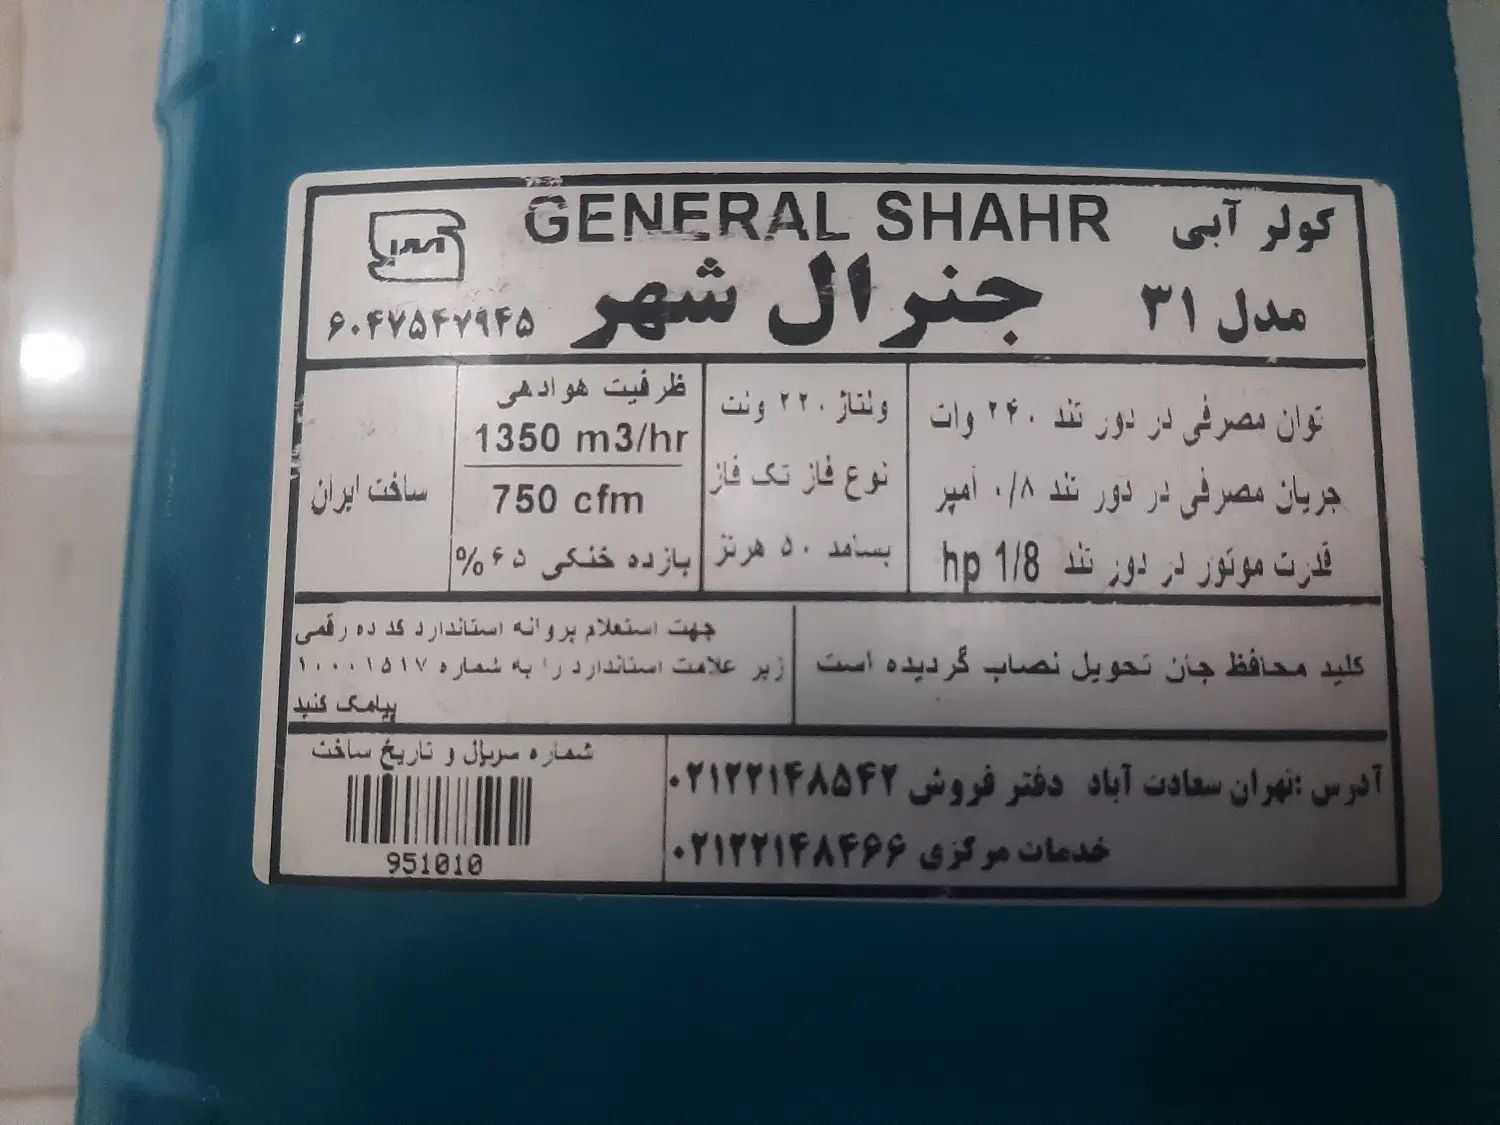 GENERAL SHAHR
کولر آبی
جنرال شهر
مدل ۳۱
۶۰۴۷۵۴۷۹۴۵
توان مصرفی در دور تند ۲۴۰ وات
جریان مصرفی در دور تند ۰/۸ آمپر
قدرت موتور در دور تند hp 1/8
ولتاژ ۲۲۰ ولت
نوع فاز تک فاز
بسامد ۵۰ هرتز
ظرفیت هوادهی
1350 m3/hr
750 cfm
بازده خنکی ۶۵%
ساخت ایران
کلید محافظ جان تحویل نصاب گردیده است
جهت استعلام پروانه استاندارد کد ده رقمی
زیر علامت استاندارد را به شماره ۱۰۰۰۱۵۱۷
پیامک کنید
آدرس :تهران سعادت آباد دفتر فروش ۰۲۱۲۲۱۴۸۵۴۲
خدمات مرکزی ۰۲۱۲۲۱۴۸۴۶۶
شماره سریال و تاریخ ساخت
951010